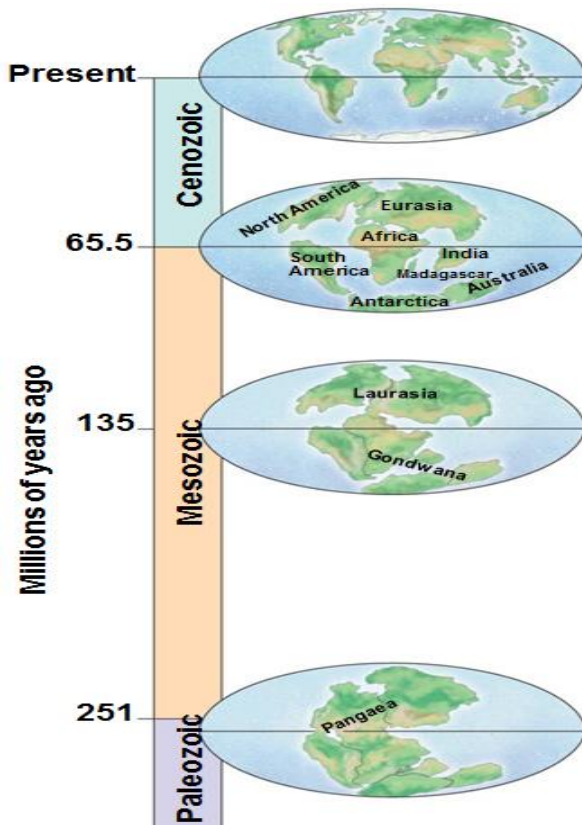 Present
Cenozoic
North America
Eurasia
Africa
65.5
South
America
India
Madagascar
Australia
Antarctica
Millions of years ago
Mesozoic
Laurasia
135
Gondwana
251
Pangaea
Paleozoic